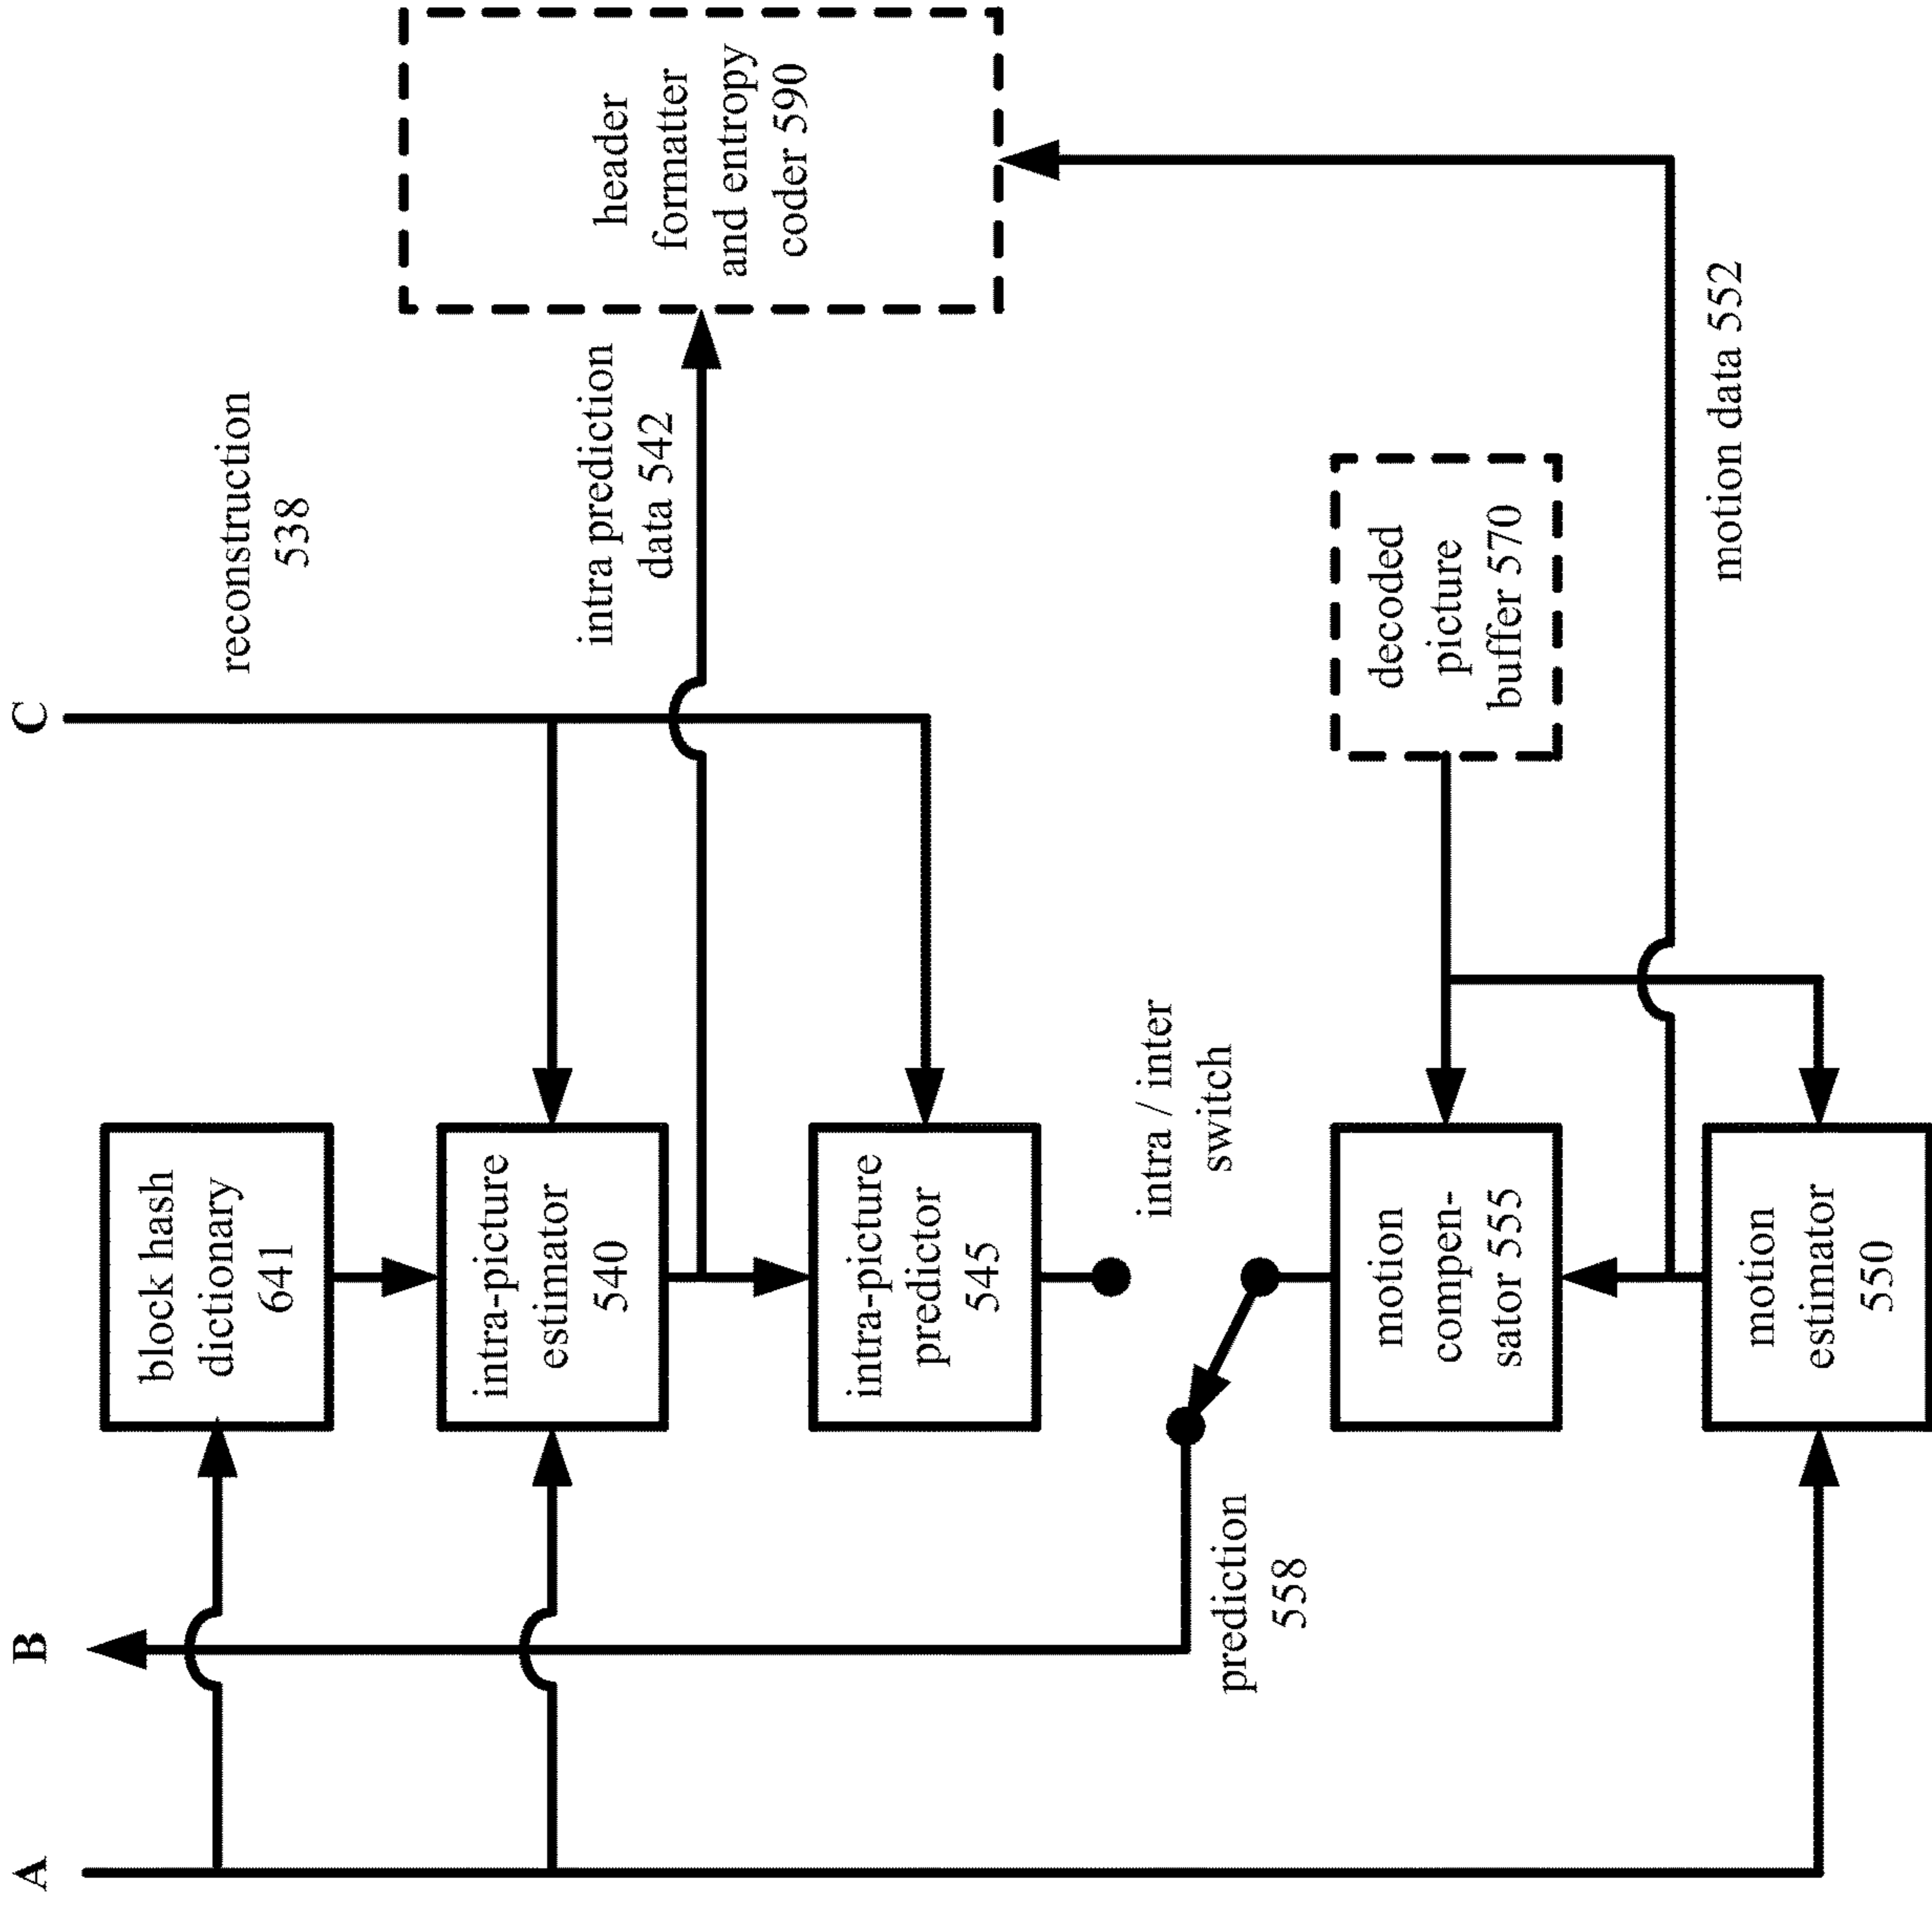 A
B
C
block hash
dictionary
641
reconstruction
538
intra-picture
estimator
540
intra prediction
data 542
header
formatter
and entropy
coder 590
intra-picture
predictor
545
intra / inter
switch
prediction
558
motion
compen-
sator 555
decoded
picture
buffer 570
motion
estimator
550
motion data 552